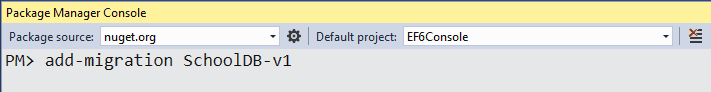 Package Manager Console
Package source: nuget.org Default project: EF6Console
PM> add-migration SchoolDB-v1